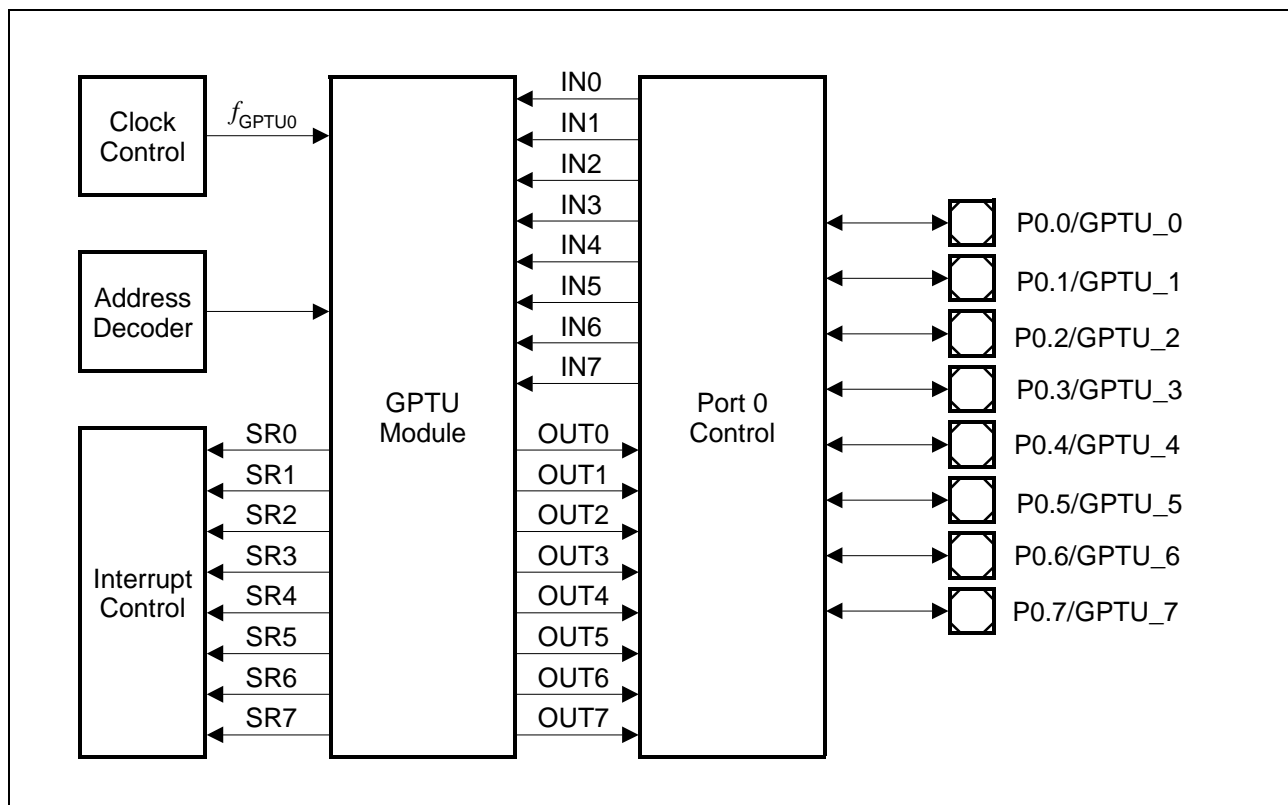 Clock
Control
fGPTU0
Address
Decoder
Interrupt
Control
SR0
SR1
SR2
SR3
SR4
SR5
SR6
SR7
GPTU
Module
IN0
IN1
IN2
IN3
IN4
IN5
IN6
IN7
OUT0
OUT1
OUT2
OUT3
OUT4
OUT5
OUT6
OUT7
Port 0
Control
P0.0/GPTU_0
P0.1/GPTU_1
P0.2/GPTU_2
P0.3/GPTU_3
P0.4/GPTU_4
P0.5/GPTU_5
P0.6/GPTU_6
P0.7/GPTU_7